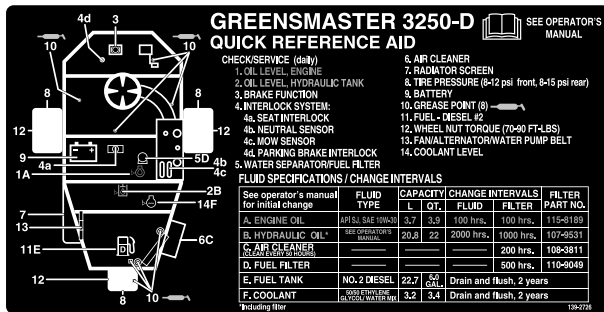 GREENSMASTER 3250-D
QUICK REFERENCE AID
SEE OPERATOR'S
MANUAL
CHECK/SERVICE (daily)
1. OIL LEVEL, ENGINE
2. OIL LEVEL, HYDRAULIC TANK
3. BRAKE FUNCTION
4. INTERLOCK SYSTEM:
4a. SEAT INTERLOCK
4b. NEUTRAL SENSOR
4c. MOW SENSOR
4d. PARKING BRAKE INTERLOCK
5. WATER SEPARATOR/FUEL FILTER
6. AIR CLEANER
7. RADIATOR SCREEN
8. TIRE PRESSURE (8-12 psi front, 8-15 psi rear)
9. BATTERY
10. GREASE POINT (8)
11. FUEL - DIESEL #2
12. WHEEL NUT TORQUE (70-90 FT-LBS)
13. FAN/ALTERNATOR/WATER PUMP BELT
14. COOLANT LEVEL
FLUID SPECIFICATIONS / CHANGE INTERVALS
See operator's manual for initial change FLUID TYPE CAPACITY L QT. CHANGE INTERVALS FLUID FILTER FILTER PART NO.
A. ENGINE OIL API SJ, SAE 10W-30 3.7 3.9 100 hrs. 100 hrs. 115-8189
B. HYDRAULIC OIL* SEE OPERATOR'S MANUAL 20.8 22 2000 hrs. 1000 hrs. 107-9531
C. AIR CLEANER (CLEAN EVERY 50 HOURS) 200 hrs. 108-3811
D. FUEL FILTER 500 hrs. 110-9049
E. FUEL TANK NO. 2 DIESEL 22.7 6.0 GAL. Drain and flush, 2 years
F. COOLANT 50/50 ETHYLENE GLYCOL/ WATER MIX 3.2 3.4 Drain and flush, 2 years
*Including filter
139-2726
10
4d
3
10
8
8
12
12
9
4a
1A
5D
4b
4c
2B
14F
7
13
11E
6C
12
8
10